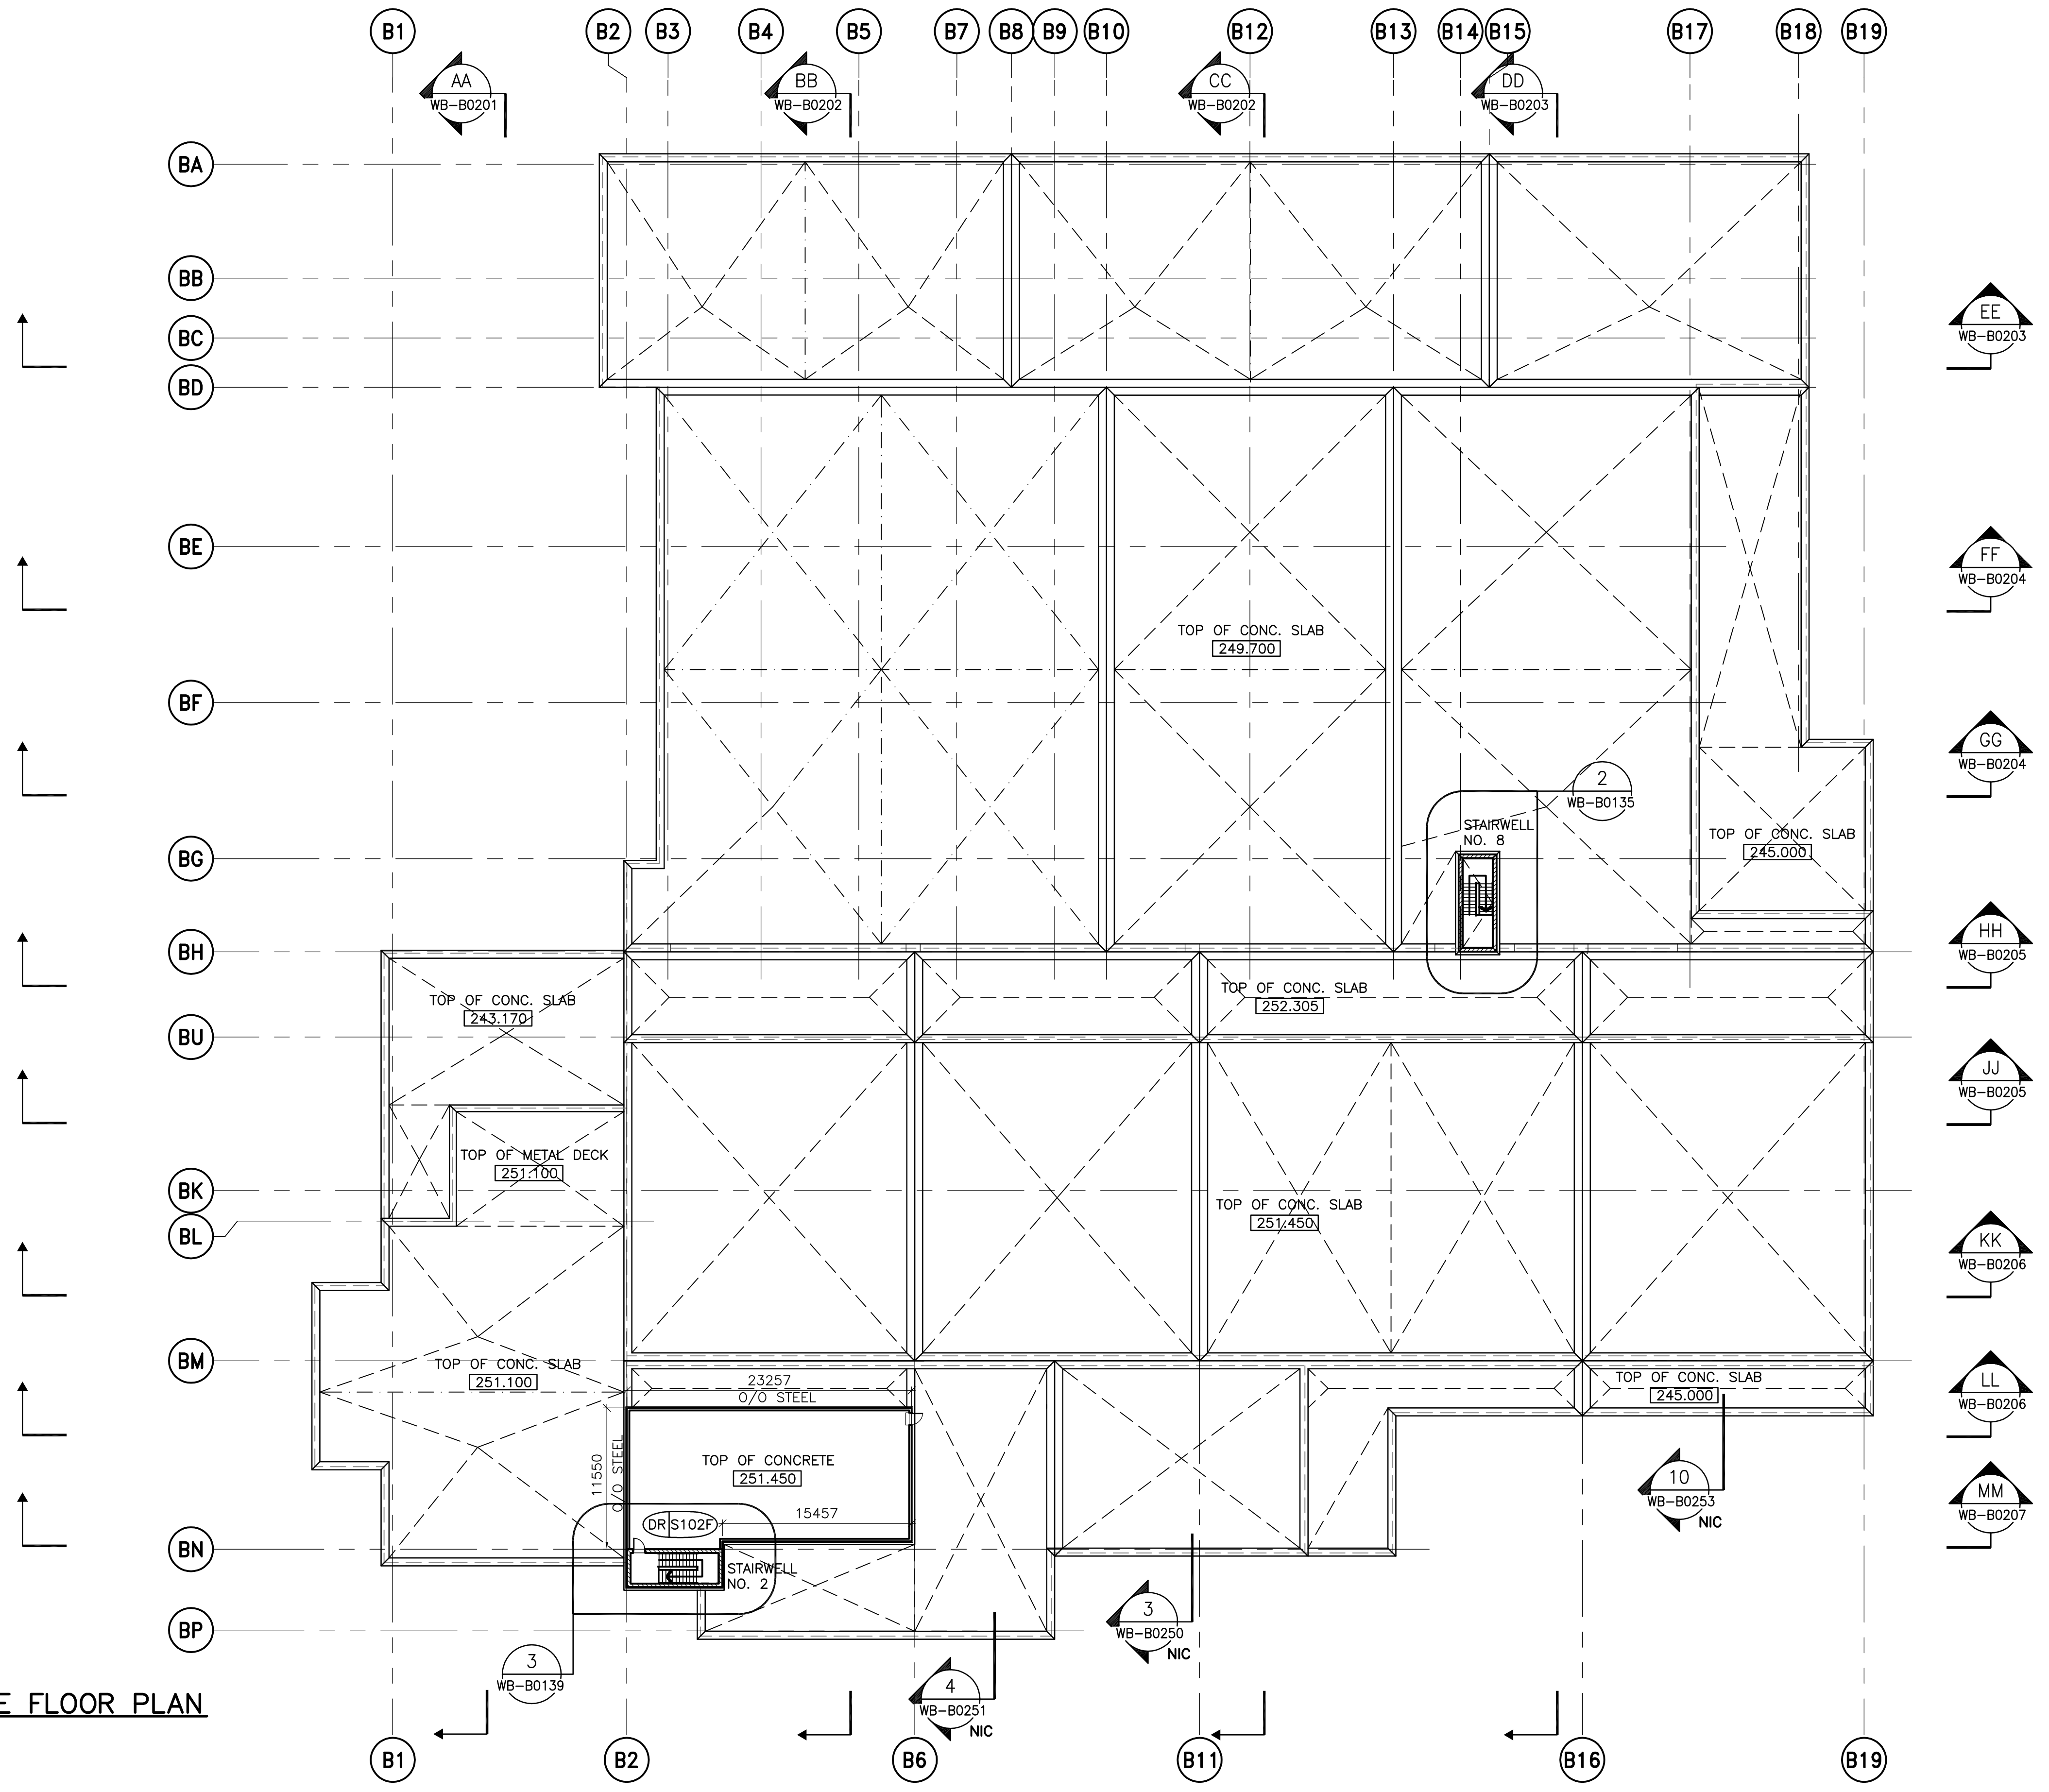 B1
B2
B3
B4
B5
B7
B8
B9
B10
B12
B13
B14
B15
B17
B18
B19
AA
WB-B0201
BB
WB-B0202
CC
WB-B0202
DD
WB-B0203
BA
BB
BC
BD
EE
WB-B0203
BE
FF
WB-B0204
TOP OF CONC. SLAB
249.700
BF
GG
WB-B0204
2
WB-B0135
STAIRWELL
NO. 8
TOP OF CONC. SLAB
245.000
BG
HH
WB-B0205
BH
TOP OF CONC. SLAB
243.170
TOP OF CONC. SLAB
252.305
BU
JJ
WB-B0205
TOP OF METAL DECK
251.100
BK
TOP OF CONC. SLAB
251.450
BL
KK
WB-B0206
BM
TOP OF CONC. SLAB
251.100
23257
O/O STEEL
TOP OF CONC. SLAB
245.000
LL
WB-B0206
11550
O/O STEEL
TOP OF CONCRETE
251.450
10
WB-B0253
NIC
MM
WB-B0207
DR S102F
15457
BN
STAIRWELL
NO. 2
3
WB-B0250
NIC
BP
3
WB-B0139
4
WB-B0251
NIC
E FLOOR PLAN
B1
B2
B6
B11
B16
B19